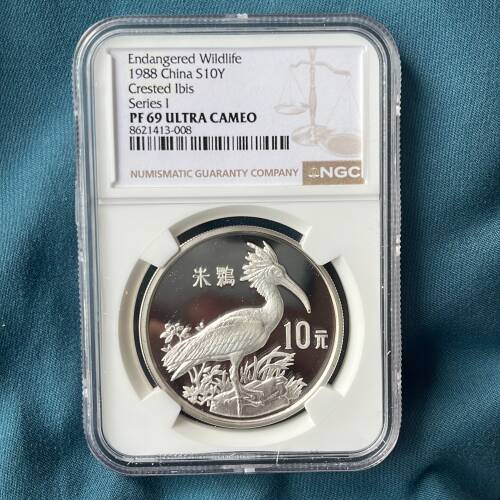 Endangered Wildlife
1988 China S10Y
Crested Ibis
Series I
PF 69 ULTRA CAMEO
8621413-008
NUMISMATIC GUARANTY COMPANY
NGC
朱鹮
10元